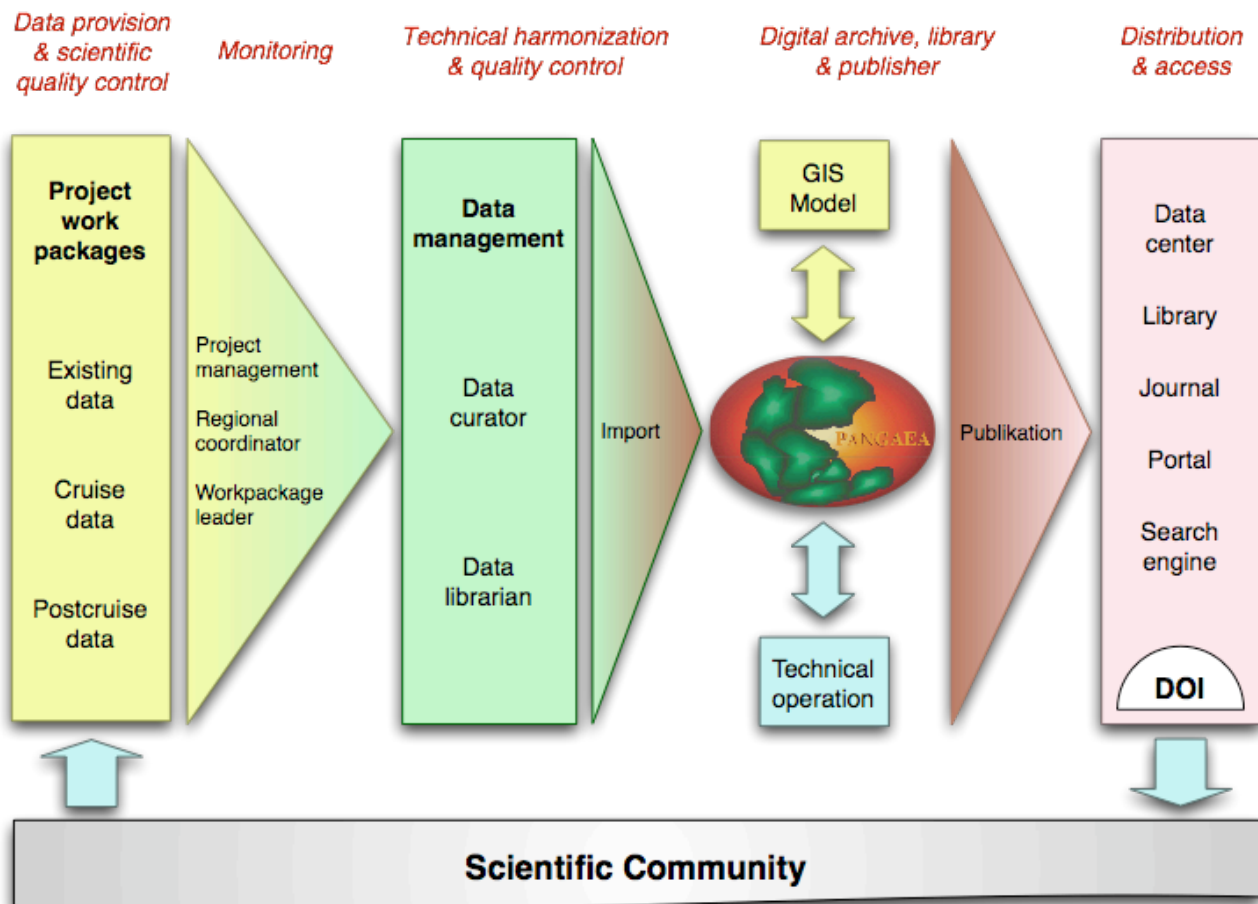 Data provision
& scientific
quality control
Monitoring
Technical harmonization
& quality control
Digital archive, library
& publisher
Distribution
& access
Project
work
packages
Existing
data
Cruise
data
Postcruise
data
Project
management
Regional
coordinator
Workpackage
leader
Data
management
Data
curator
Data
librarian
Import
GIS
Model
PANGAEA
Technical
operation
Publikation
Data
center
Library
Journal
Portal
Search
engine
DOI
Scientific Community